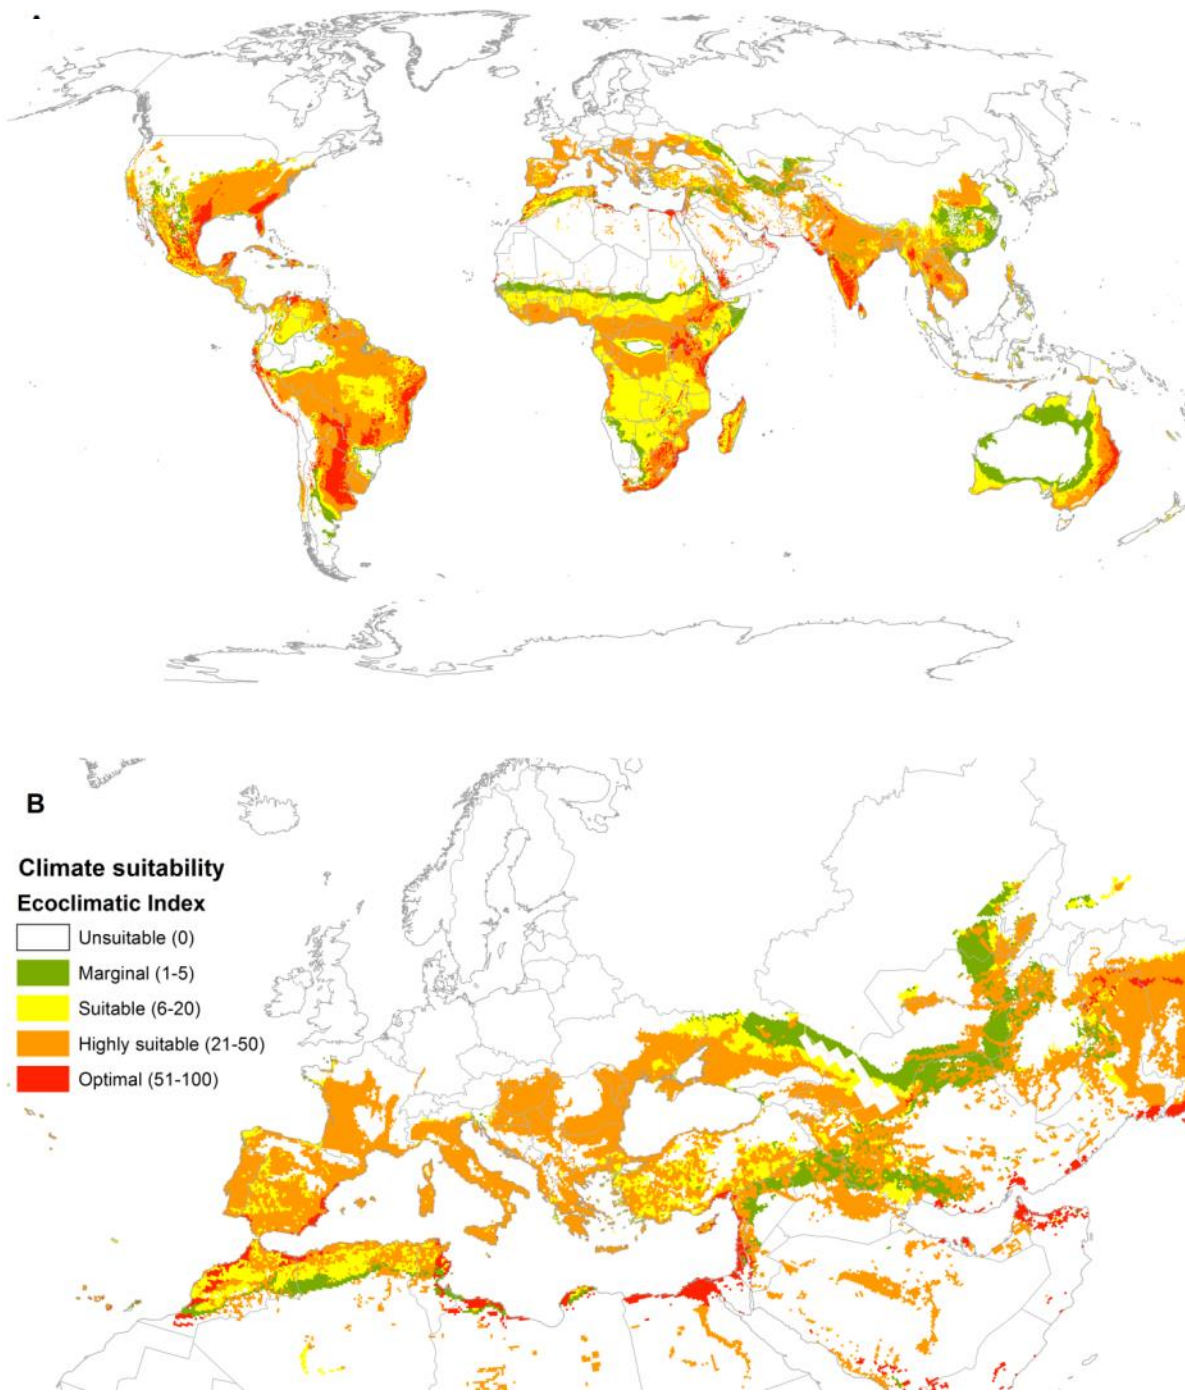 B
Climate suitability
Ecoclimatic Index
Unsuitable (0)
Marginal (1-5)
Suitable (6-20)
Highly suitable (21-50)
Optimal (51-100)